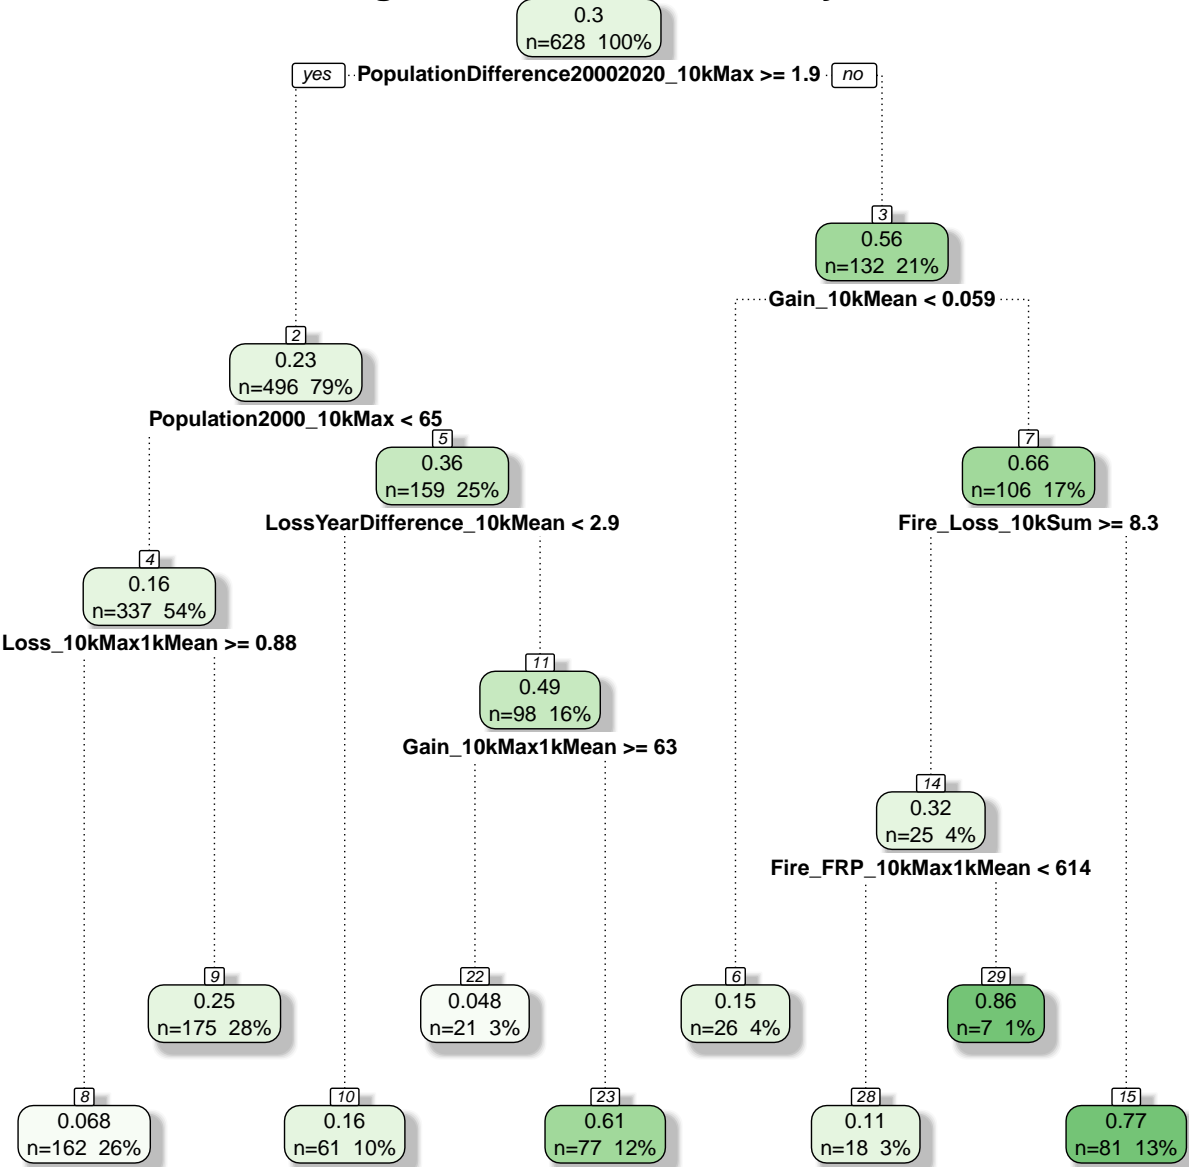 0.3
n=628 100%
yes PopulationDifference20002020_10kMax >= 1.9 no
3
0.56
n=132 21%
Gain_10kMean < 0.059
2
0.23
n=496 79%
Population2000_10kMax < 65
5
0.36
n=159 25%
LossYearDifference_10kMean < 2.9
7
0.66
n=106 17%
Fire_Loss_10kSum >= 8.3
4
0.16
n=337 54%
Loss_10kMax1kMean >= 0.88
11
0.49
n=98 16%
Gain_10kMax1kMean >= 63
14
0.32
n=25 4%
Fire_FRP_10kMax1kMean < 614
9
0.25
n=175 28%
22
0.048
n=21 3%
6
0.15
n=26 4%
29
0.86
n=7 1%
8
0.068
n=162 26%
10
0.16
n=61 10%
23
0.61
n=77 12%
28
0.11
n=18 3%
15
0.77
n=81 13%